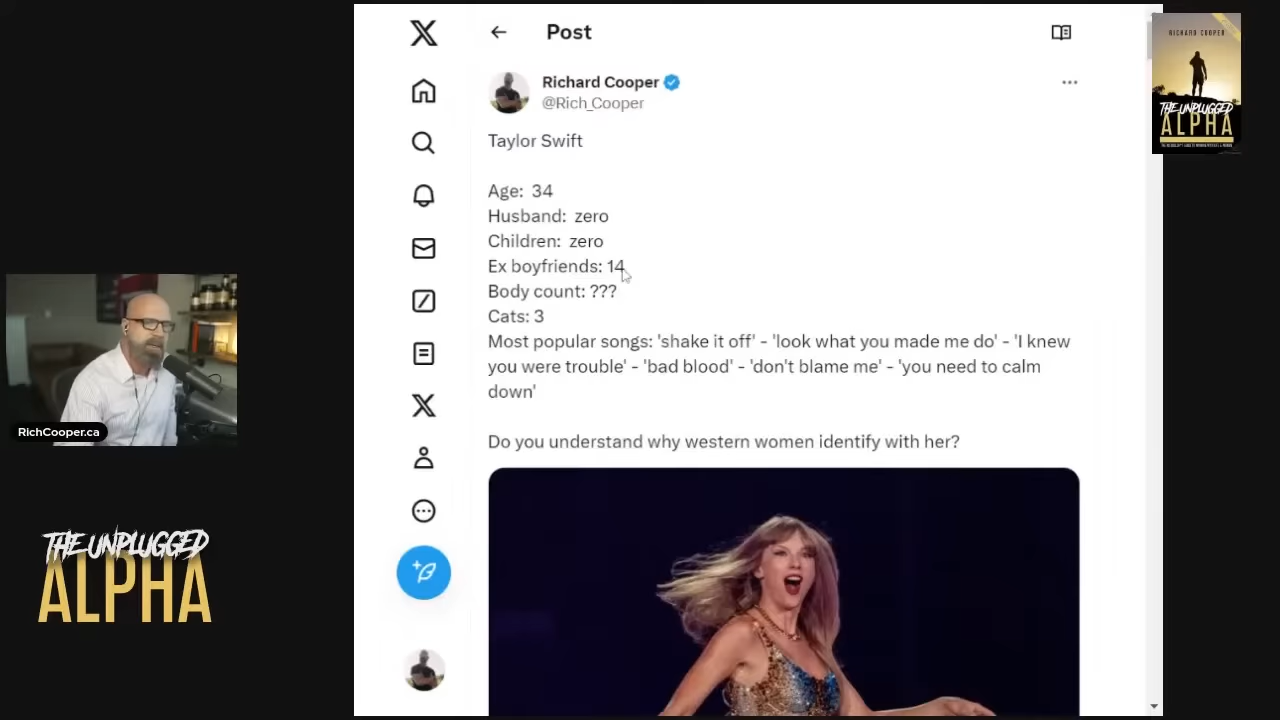 Post
Richard Cooper
@Rich_Cooper
Taylor Swift
Age: 34
Husband: zero
Children: zero
Ex boyfriends: 14
Body count: ???
Cats: 3
Most popular songs: 'shake it off' - 'look what you made me do' - 'I knew
you were trouble' - 'bad blood' - 'don't blame me' - 'you need to calm
down'
Do you understand why western women identify with her?
RichCooper.ca
THE UNPLUGGED
ALPHA
RICHARD COOPER
THE UNPLUGGED
ALPHA